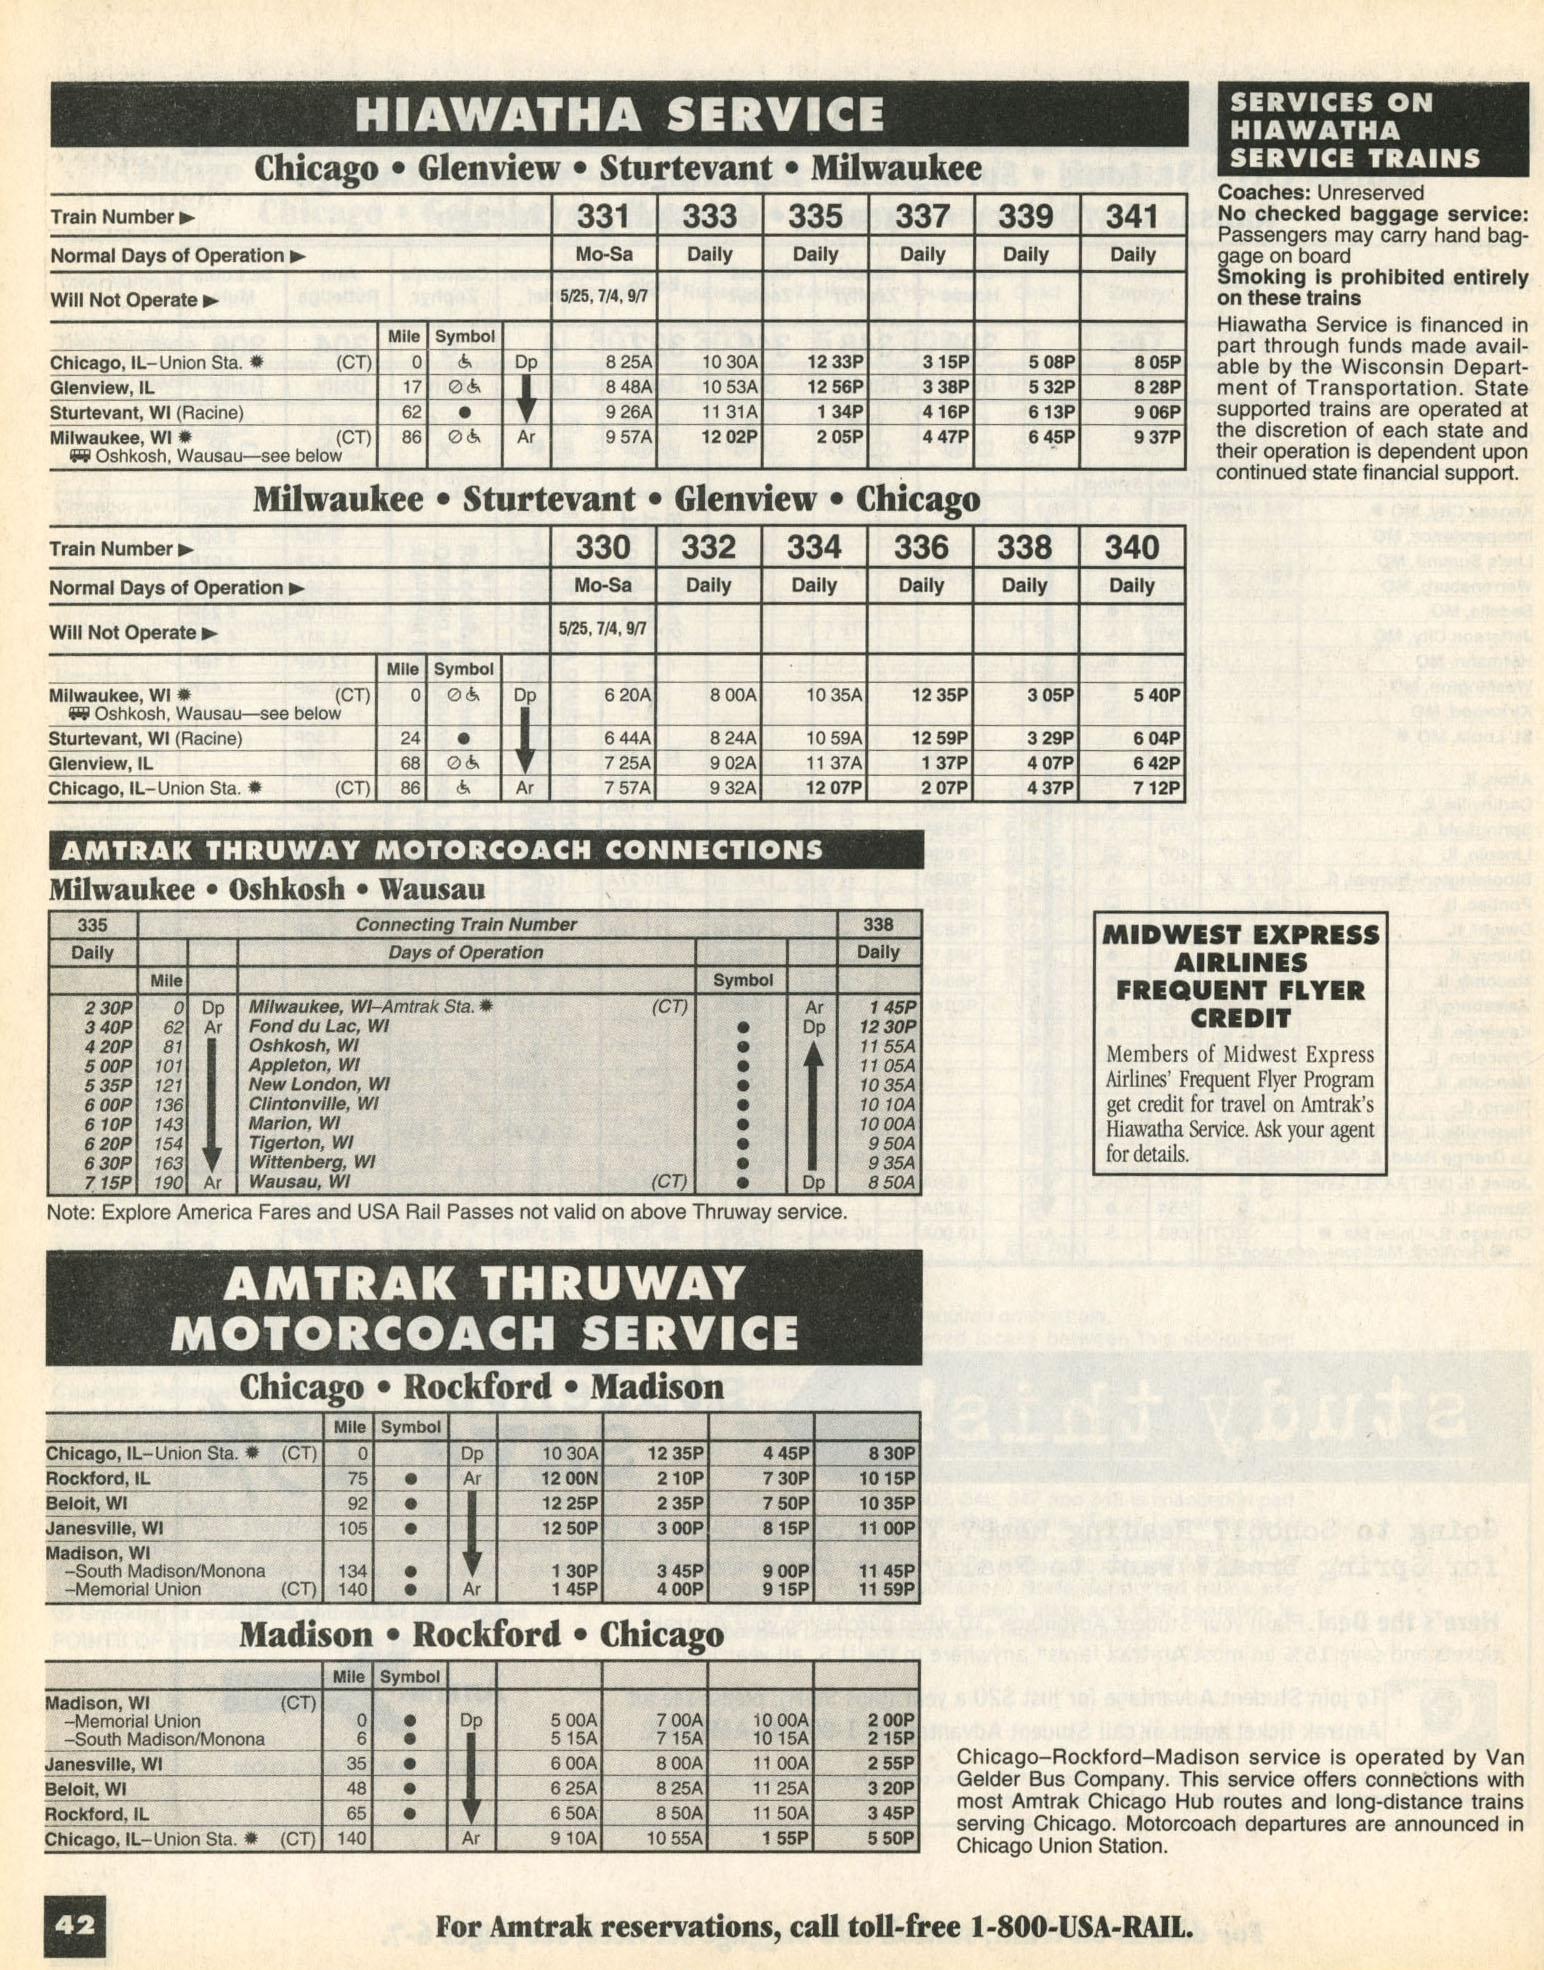 HIAWATHA SERVICE
Chicago • Glenview • Sturtevant • Milwaukee
Train Number ► 331 333 335 337 339 341
Normal Days of Operation ► Mo-Sa Daily Daily Daily Daily Daily
Will Not Operate ► 5/25, 7/4, 9/7
Mile Symbol
Chicago, IL–Union Sta. ✹ (CT) 0 ♿ Dp 8 25A 10 30A 12 33P 3 15P 5 08P 8 05P
Glenview, IL 17 ⊘♿ 8 48A 10 53A 12 56P 3 38P 5 32P 8 28P
Sturtevant, WI (Racine) 62 ● 9 26A 11 31A 1 34P 4 16P 6 13P 9 06P
Milwaukee, WI ✹ (CT) 86 ⊘♿ Ar 9 57A 12 02P 2 05P 4 47P 6 45P 9 37P
🚌 Oshkosh, Wausau—see below
Milwaukee • Sturtevant • Glenview • Chicago
Train Number ► 330 332 334 336 338 340
Normal Days of Operation ► Mo-Sa Daily Daily Daily Daily Daily
Will Not Operate ► 5/25, 7/4, 9/7
Mile Symbol
Milwaukee, WI ✹ (CT) 0 ⊘♿ Dp 6 20A 8 00A 10 35A 12 35P 3 05P 5 40P
🚌 Oshkosh, Wausau—see below
Sturtevant, WI (Racine) 24 ● 6 44A 8 24A 10 59A 12 59P 3 29P 6 04P
Glenview, IL 68 ⊘♿ 7 25A 9 02A 11 37A 1 37P 4 07P 6 42P
Chicago, IL–Union Sta. ✹ (CT) 86 ♿ Ar 7 57A 9 32A 12 07P 2 07P 4 37P 7 12P
SERVICES ON
HIAWATHA
SERVICE TRAINS
Coaches: Unreserved
No checked baggage service:
Passengers may carry hand bag-
gage on board
Smoking is prohibited entirely
on these trains
Hiawatha Service is financed in
part through funds made avail-
able by the Wisconsin Depart-
ment of Transportation. State
supported trains are operated at
the discretion of each state and
their operation is dependent upon
continued state financial support.
AMTRAK THRUWAY MOTORCOACH CONNECTIONS
Milwaukee • Oshkosh • Wausau
335 Connecting Train Number 338
Daily Days of Operation Daily
Mile Symbol
2 30P 0 Dp Milwaukee, WI–Amtrak Sta. ✹ (CT) Ar 1 45P
3 40P 62 Ar Fond du Lac, WI ● Dp 12 30P
4 20P 81 Oshkosh, WI ● 11 55A
5 00P 101 Appleton, WI ● 11 05A
5 35P 121 New London, WI ● 10 35A
6 00P 136 Clintonville, WI ● 10 10A
6 10P 143 Marion, WI ● 10 00A
6 20P 154 Tigerton, WI ● 9 50A
6 30P 163 Wittenberg, WI ● 9 35A
7 15P 190 Ar Wausau, WI (CT) ● Dp 8 50A
Note: Explore America Fares and USA Rail Passes not valid on above Thruway service.
MIDWEST EXPRESS
AIRLINES
FREQUENT FLYER
CREDIT
Members of Midwest Express
Airlines' Frequent Flyer Program
get credit for travel on Amtrak's
Hiawatha Service. Ask your agent
for details.
AMTRAK THRUWAY
MOTORCOACH SERVICE
Chicago • Rockford • Madison
Mile Symbol
Chicago, IL–Union Sta. ✹ (CT) 0 Dp 10 30A 12 35P 4 45P 8 30P
Rockford, IL 75 ● Ar 12 00N 2 10P 7 30P 10 15P
Beloit, WI 92 ● 12 25P 2 35P 7 50P 10 35P
Janesville, WI 105 ● 12 50P 3 00P 8 15P 11 00P
Madison, WI
–South Madison/Monona 134 ● 1 30P 3 45P 9 00P 11 45P
–Memorial Union (CT) 140 ● Ar 1 45P 4 00P 9 15P 11 59P
Madison • Rockford • Chicago
Mile Symbol
Madison, WI (CT)
–Memorial Union 0 ● Dp 5 00A 7 00A 10 00A 2 00P
–South Madison/Monona 6 ● 5 15A 7 15A 10 15A 2 15P
Janesville, WI 35 ● 6 00A 8 00A 11 00A 2 55P
Beloit, WI 48 ● 6 25A 8 25A 11 25A 3 20P
Rockford, IL 65 ● 6 50A 8 50A 11 50A 3 45P
Chicago, IL–Union Sta. ✹ (CT) 140 Ar 9 10A 10 55A 1 55P 5 50P
Chicago–Rockford–Madison service is operated by Van
Gelder Bus Company. This service offers connections with
most Amtrak Chicago Hub routes and long-distance trains
serving Chicago. Motorcoach departures are announced in
Chicago Union Station.
42
For Amtrak reservations, call toll-free 1-800-USA-RAIL.